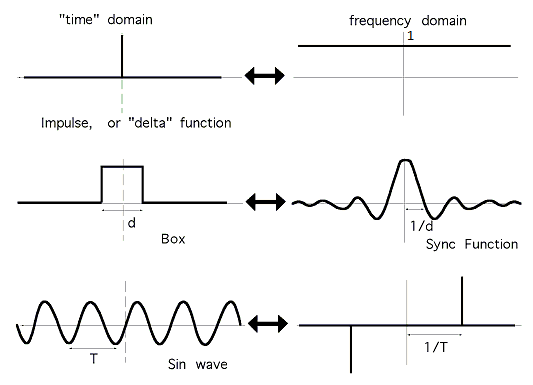 "time" domain
frequency domain
1
Impulse, or "delta" function
d
1/d
Box
Sync Function
T
1/T
Sin wave